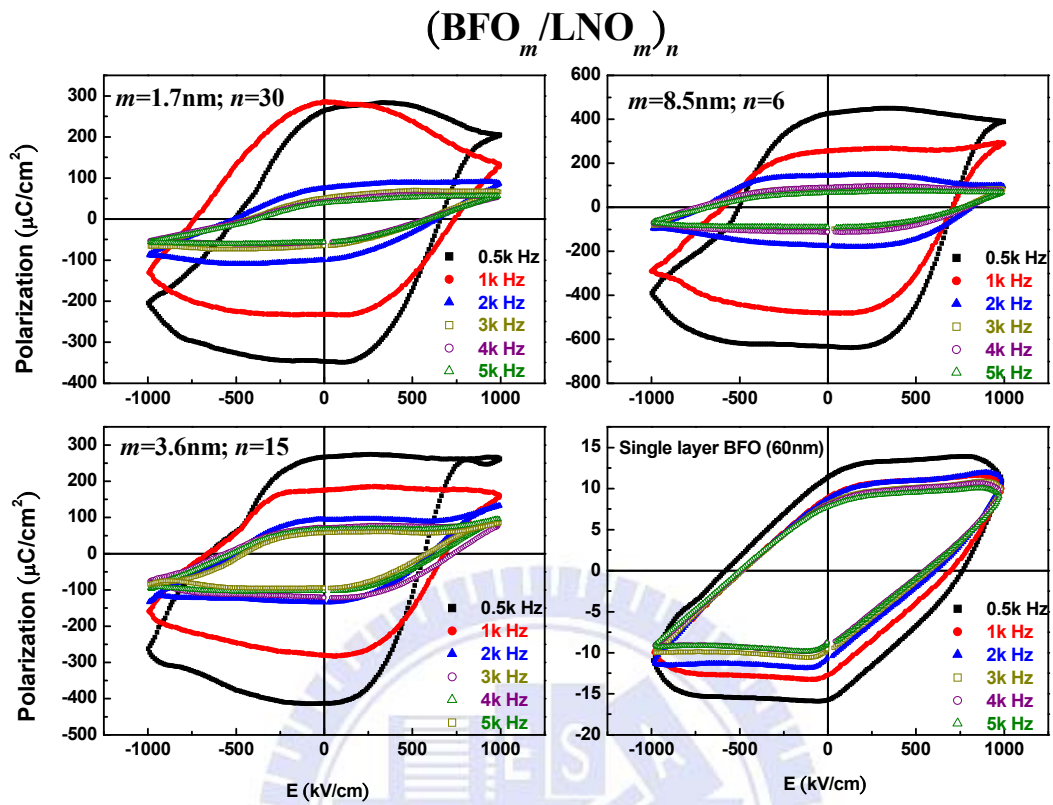 (BFOm/LNOm)n
m=1.7nm; n=30
300
200
100
0
-100
-200
-300
-400
-1000 -500 0 500 1000
Polarization (μC/cm²)
0.5k Hz
1k Hz
2k Hz
3k Hz
4k Hz
5k Hz
m=8.5nm; n=6
600
400
200
0
-200
-400
-600
-800
-1000 -500 0 500 1000
0.5k Hz
1k Hz
2k Hz
3k Hz
4k Hz
5k Hz
m=3.6nm; n=15
300
200
100
0
-100
-200
-300
-400
-500
-1000 -500 0 500 1000
Polarization (μC/cm²)
E (kV/cm)
0.5k Hz
1k Hz
2k Hz
3k Hz
4k Hz
5k Hz
Single layer BFO (60nm)
15
10
5
0
-5
-10
-15
-20
-1000 -500 0 500 1000
E (kV/cm)
0.5k Hz
1k Hz
2k Hz
3k Hz
4k Hz
5k Hz
ESA